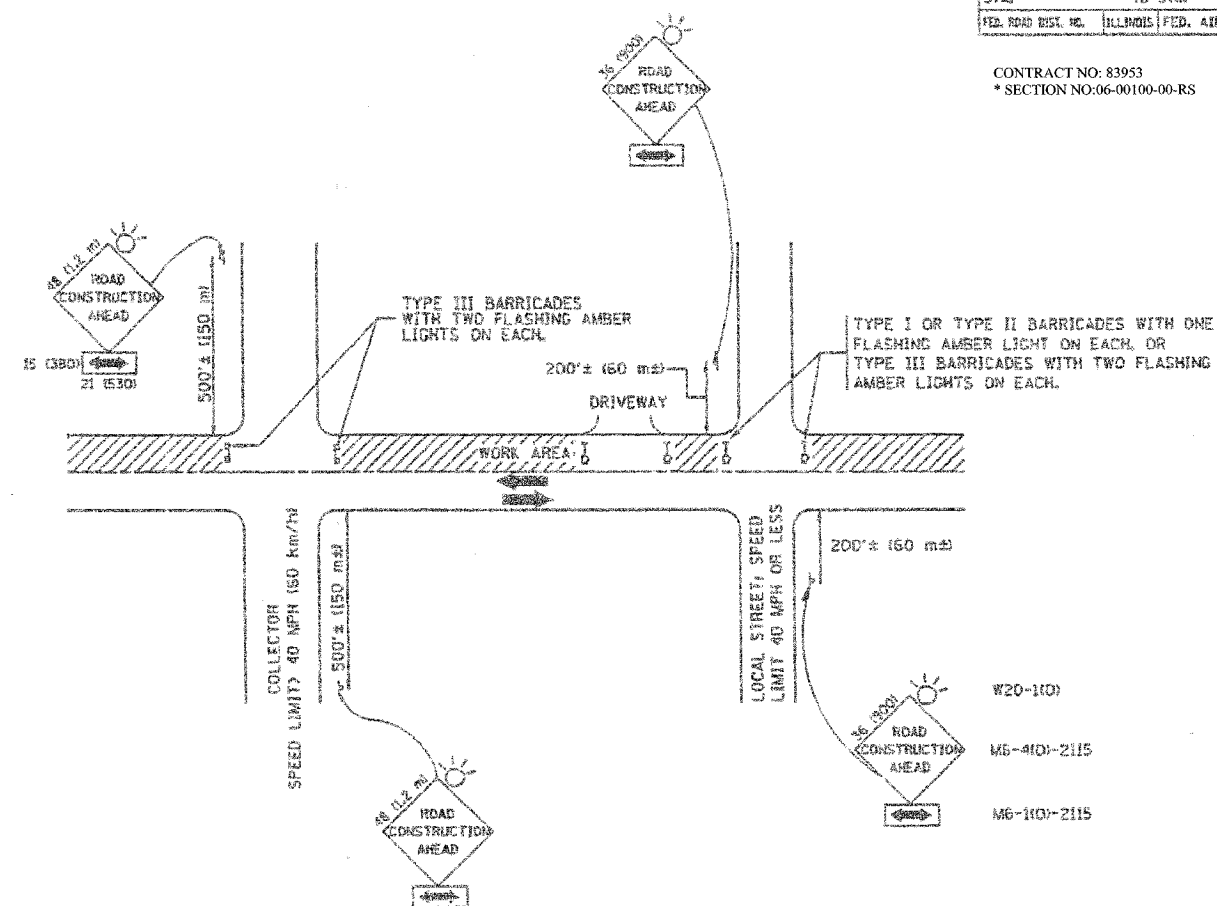 FED. ROAD DIST. NO. ILLINOIS FED. AI
CONTRACT NO: 83953
* SECTION NO:06-00100-00-RS
36 (900)
ROAD
CONSTRUCTION
AHEAD
48 (1.2 m)
ROAD
CONSTRUCTION
AHEAD
15 (380)
21 (530)
500'± (150 m)
TYPE III BARRICADES
WITH TWO FLASHING AMBER
LIGHTS ON EACH.
200'± (60 m±)
DRIVEWAY
TYPE I OR TYPE II BARRICADES WITH ONE
FLASHING AMBER LIGHT ON EACH, OR
TYPE III BARRICADES WITH TWO FLASHING
AMBER LIGHTS ON EACH.
WORK AREA
COLLECTOR
SPEED LIMIT> 40 MPH (60 km/h)
500'± (150 m±)
LOCAL STREET: SPEED
LIMIT 40 MPH OR LESS
200'± (60 m±)
48 (1.2 m)
ROAD
CONSTRUCTION
AHEAD
36 (900)
ROAD
CONSTRUCTION
AHEAD
W20-1(O)
M6-4(O)-2115
M6-1(O)-2115